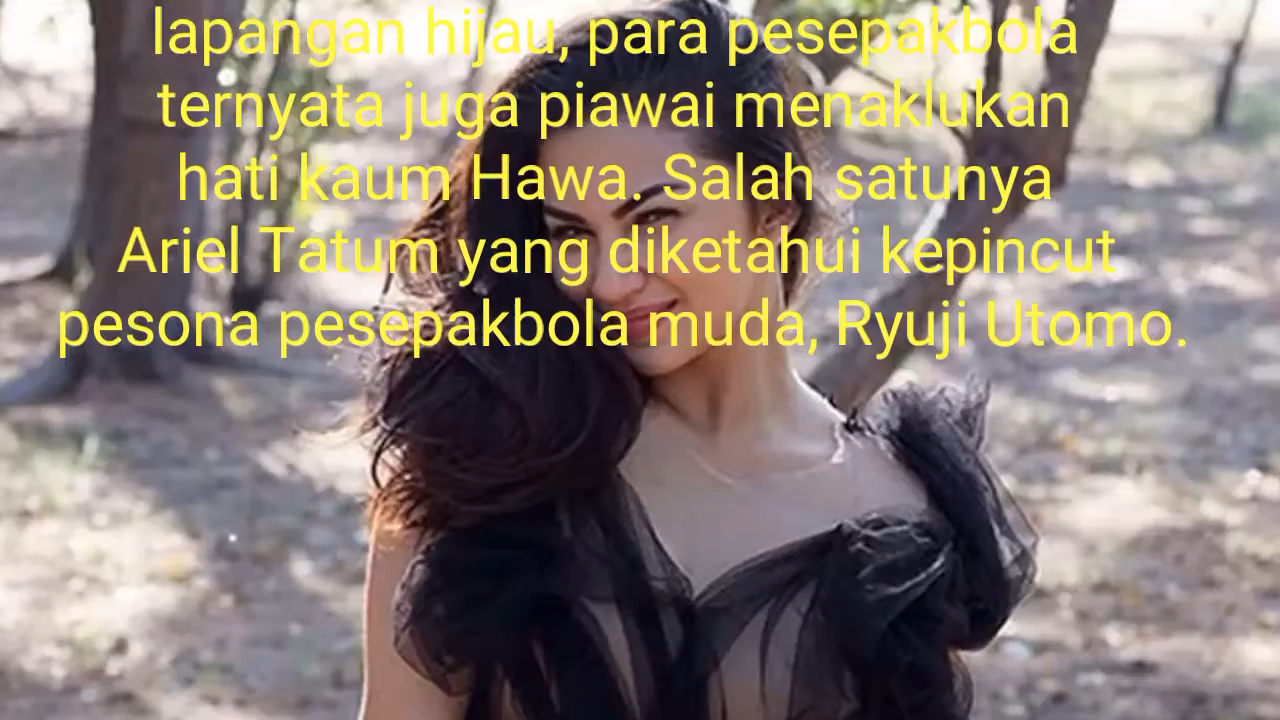 lapangan hijau, para pesepakbola
ternyata juga piawai menaklukan
hati kaum Hawa. Salah satunya
Ariel Tatum yang diketahui kepincut
pesona pesepakbola muda, Ryuji Utomo.